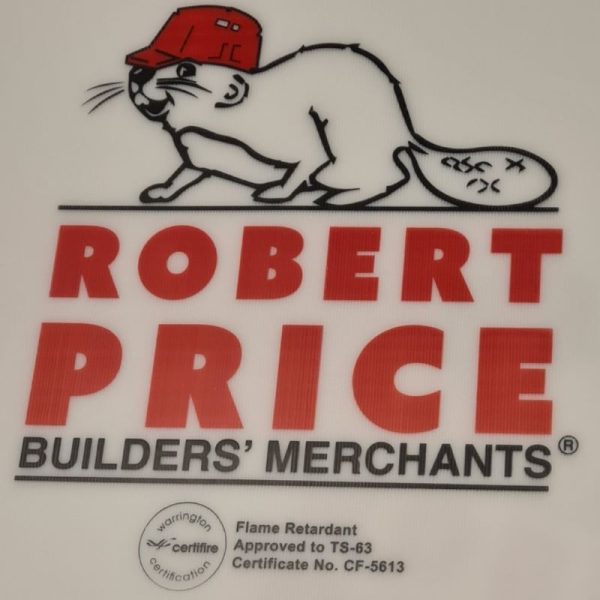 ROBERT
PRICE
BUILDERS' MERCHANTS®
warrington
certifire
certification
Flame Retardant
Approved to TS-63
Certificate No. CF-5613